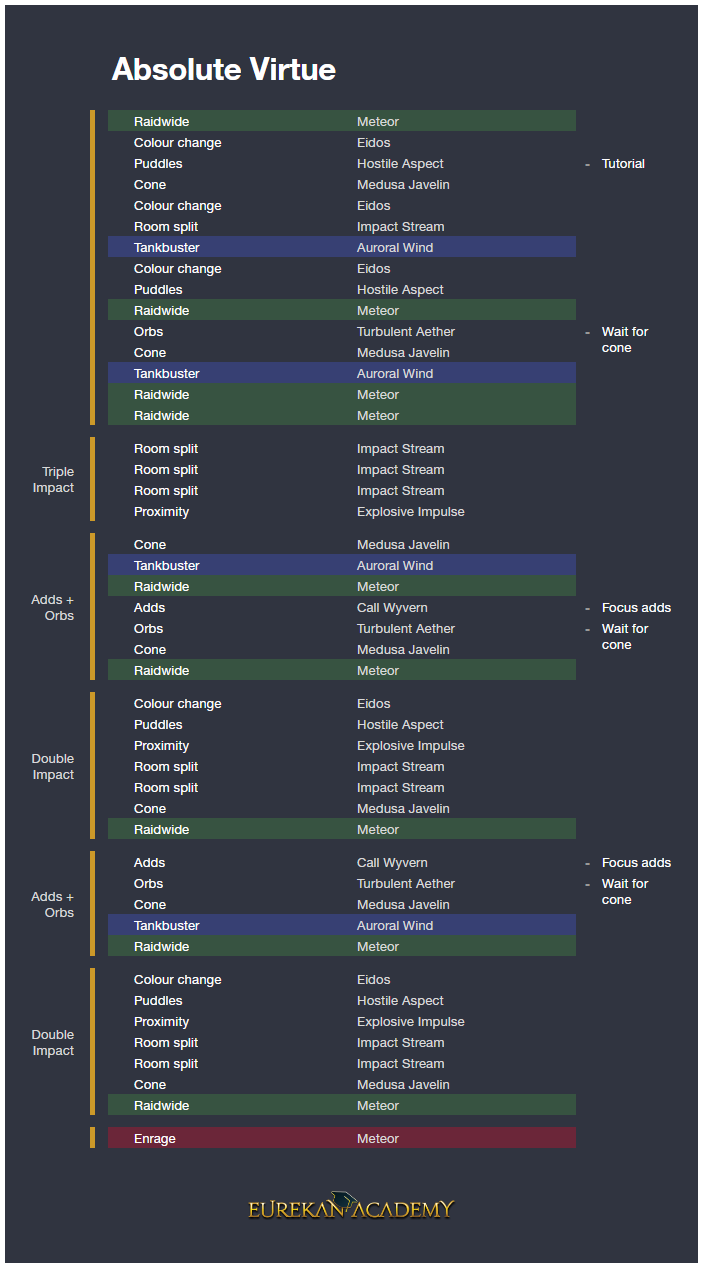 Absolute Virtue
Raidwide Meteor
Colour change Eidos
Puddles Hostile Aspect - Tutorial
Cone Medusa Javelin
Colour change Eidos
Room split Impact Stream
Tankbuster Auroral Wind
Colour change Eidos
Puddles Hostile Aspect
Raidwide Meteor
Orbs Turbulent Aether - Wait for
cone
Cone Medusa Javelin
Tankbuster Auroral Wind
Raidwide Meteor
Raidwide Meteor
Triple
Impact
Room split Impact Stream
Room split Impact Stream
Room split Impact Stream
Proximity Explosive Impulse
Adds +
Orbs
Cone Medusa Javelin
Tankbuster Auroral Wind
Raidwide Meteor
Adds Call Wyvern - Focus adds
Orbs Turbulent Aether - Wait for
cone
Cone Medusa Javelin
Raidwide Meteor
Double
Impact
Colour change Eidos
Puddles Hostile Aspect
Proximity Explosive Impulse
Room split Impact Stream
Room split Impact Stream
Cone Medusa Javelin
Raidwide Meteor
Adds +
Orbs
Adds Call Wyvern - Focus adds
Orbs Turbulent Aether - Wait for
cone
Cone Medusa Javelin
Tankbuster Auroral Wind
Raidwide Meteor
Double
Impact
Colour change Eidos
Puddles Hostile Aspect
Proximity Explosive Impulse
Room split Impact Stream
Room split Impact Stream
Cone Medusa Javelin
Raidwide Meteor
Enrage Meteor
EUREKAN ACADEMY